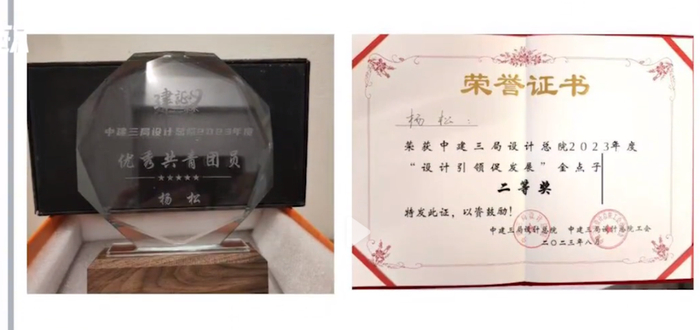 中建三局设计总院2023年度
优秀共青团员
★★★★★
杨 松
荣誉证书
杨 松：
荣获中建三局设计总院2023年度
“设计引领促发展”金点子
二等奖
特发此证，以资鼓励！
中建三局设计总院 中建三局设计总院工会
二〇二三年八月